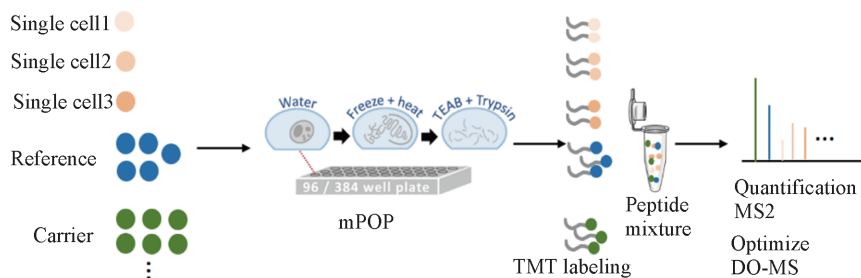 Single cell1
Single cell2
Single cell3
Reference
Carrier
Water
Freeze + heat
TEAB + Trypsin
96 / 384 well plate
mPOP
TMT labeling
Peptide
mixture
Quantification
MS2
Optimize
DO-MS